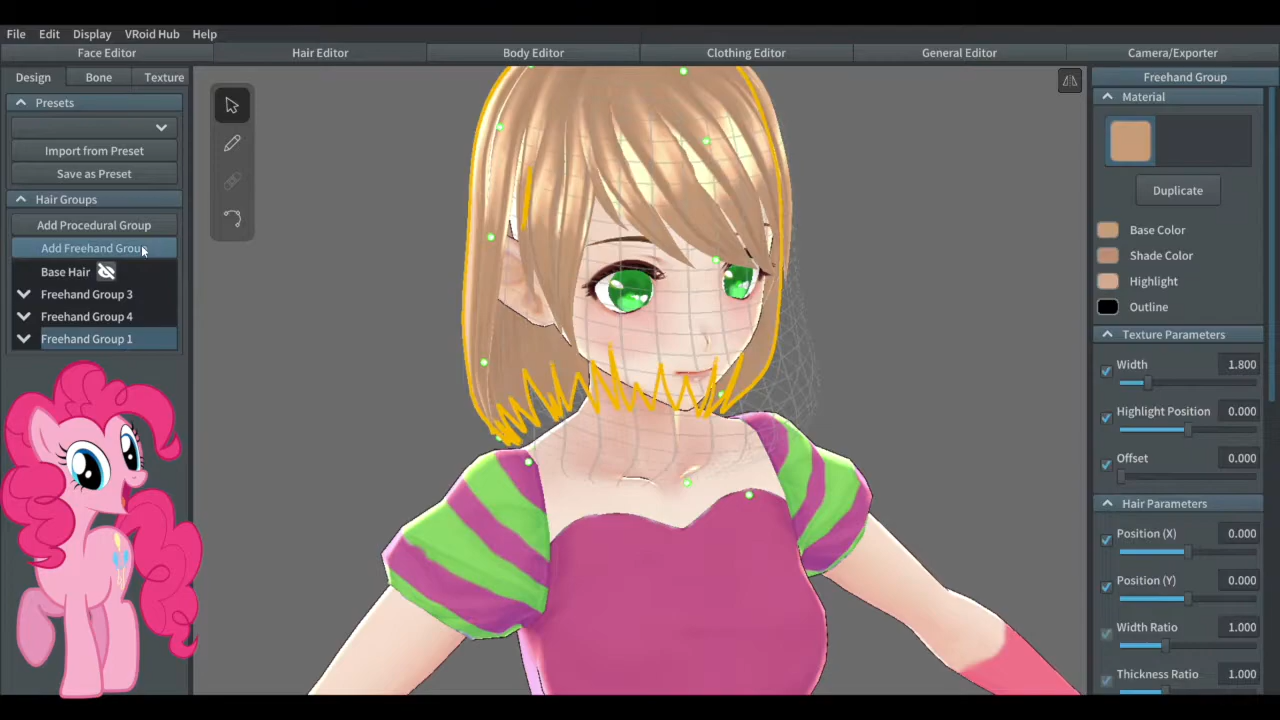 File Edit Display VRoid Hub Help
Face Editor Hair Editor Body Editor Clothing Editor General Editor Camera/Exporter
Design Bone Texture
Presets
Import from Preset
Save as Preset
Hair Groups
Add Procedural Group
Add Freehand Group
Base Hair
Freehand Group 3
Freehand Group 4
Freehand Group 1
Freehand Group
Material
Duplicate
Base Color
Shade Color
Highlight
Outline
Texture Parameters
Width 1.800
Highlight Position 0.000
Offset 0.000
Hair Parameters
Position (X) 0.000
Position (Y) 0.000
Width Ratio 1.000
Thickness Ratio 1.000